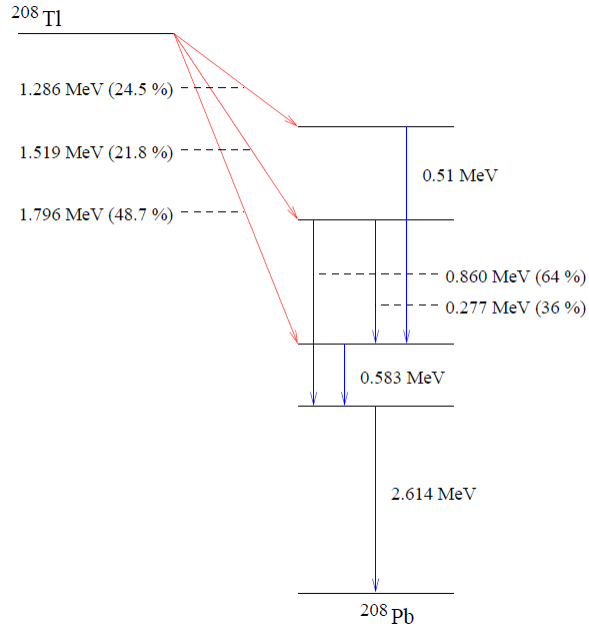 208Tl
1.286 MeV (24.5 %)
1.519 MeV (21.8 %)
0.51 MeV
1.796 MeV (48.7 %)
0.860 MeV (64 %)
0.277 MeV (36 %)
0.583 MeV
2.614 MeV
208Pb